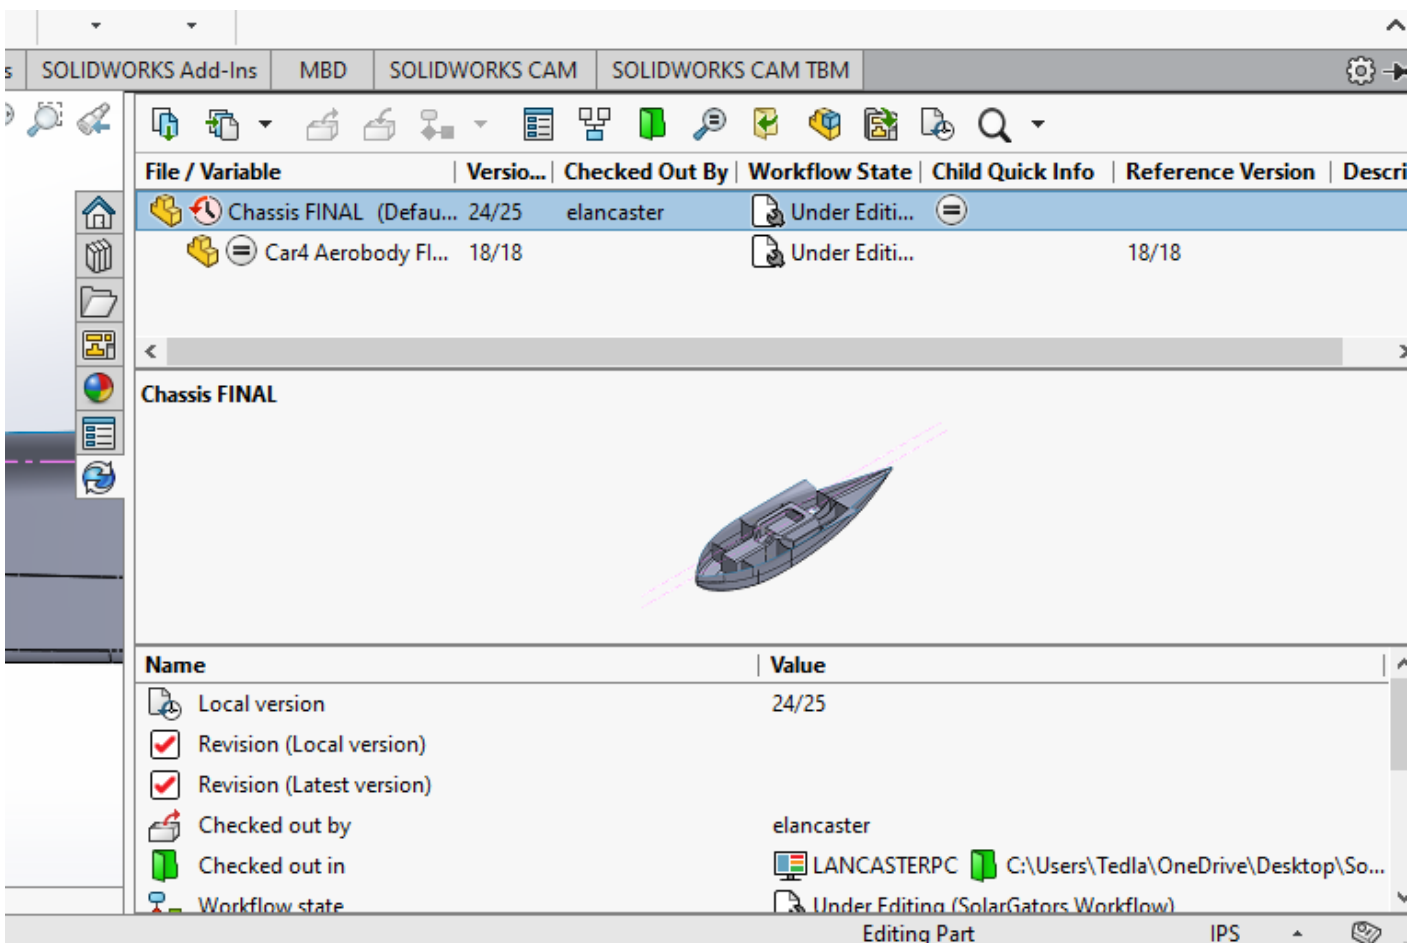 s SOLIDWORKS Add-Ins MBD SOLIDWORKS CAM SOLIDWORKS CAM TBM
File / Variable Versio... Checked Out By Workflow State Child Quick Info Reference Version Descri
Chassis FINAL (Defau... 24/25 elancaster Under Editi...
Car4 Aerobody Fl... 18/18 Under Editi... 18/18
Chassis FINAL
Name Value
Local version 24/25
Revision (Local version)
Revision (Latest version)
Checked out by elancaster
Checked out in LANCASTERPC C:\Users\Tedla\OneDrive\Desktop\So...
Workflow state Under Editing (SolarGators Workflow)
Editing Part IPS